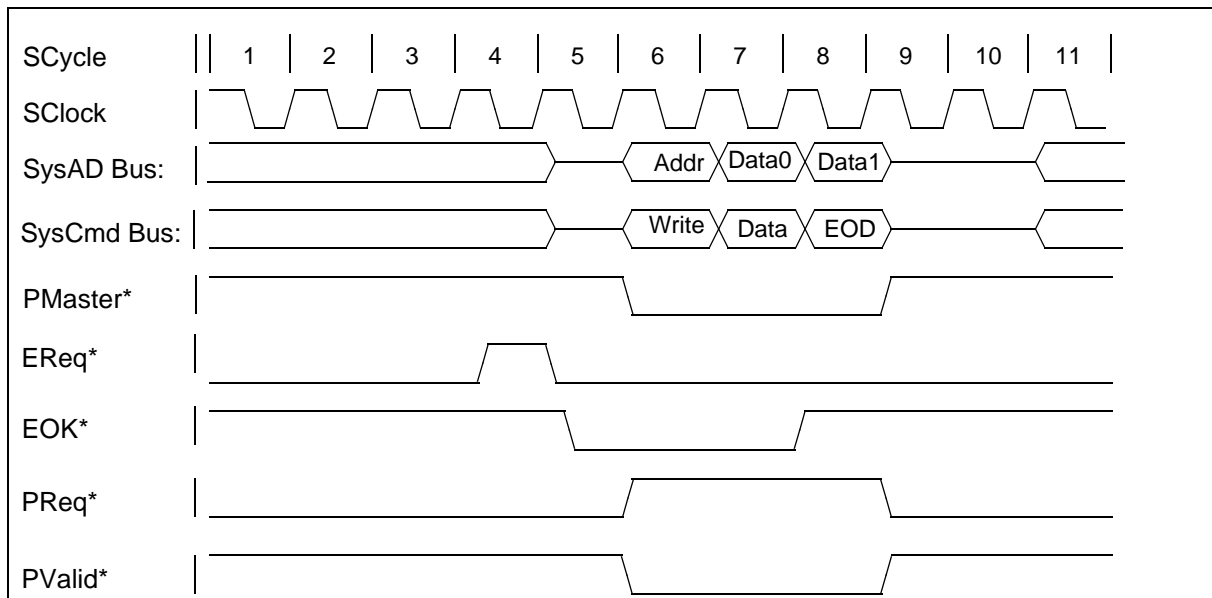 SCycle 1 2 3 4 5 6 7 8 9 10 11
SClock
SysAD Bus: Addr Data0 Data1
SysCmd Bus: Write Data EOD
PMaster*
EReq*
EOK*
PReq*
PValid*